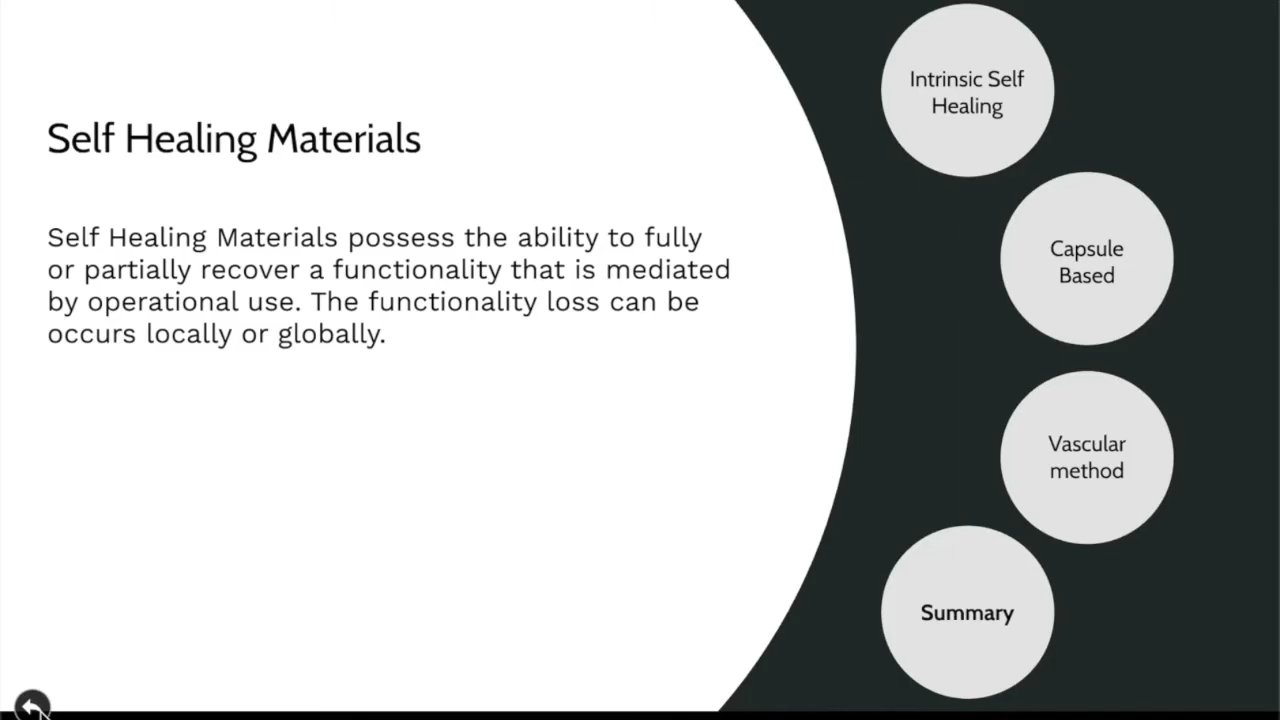 Self Healing Materials
Self Healing Materials possess the ability to fully
or partially recover a functionality that is mediated
by operational use. The functionality loss can be
occurs locally or globally.
Intrinsic Self
Healing
Capsule
Based
Vascular
method
Summary